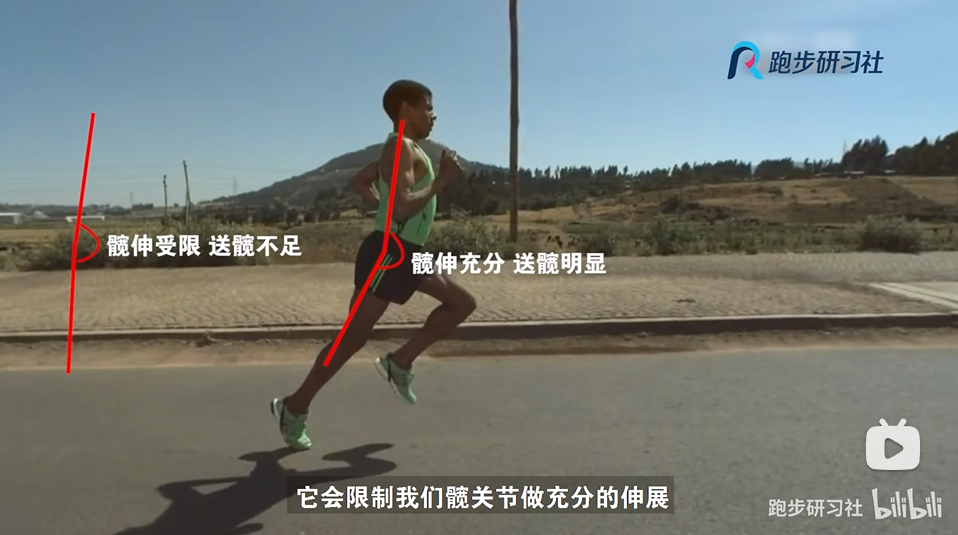 跑步研习社
髋伸受限 送髋不足
髋伸充分 送髋明显
它会限制我们髋关节做充分的伸展
跑步研习社 bilibili